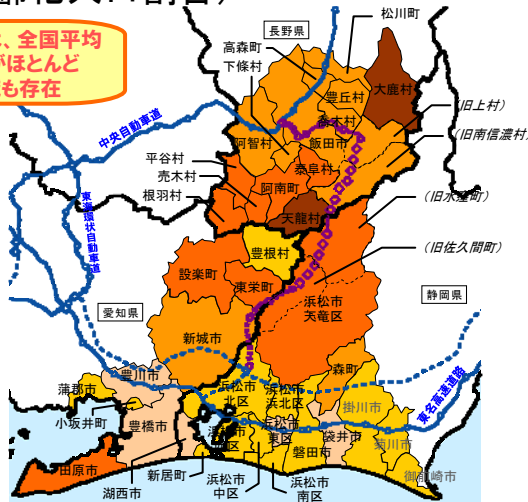 、全国平均
がほとんど
も存在
長野県
松川町
高森町
下條村
大鹿村
豊丘村
喬木村
(旧上村)
(旧南信濃村)
中央自動車道
阿智村
飯田市
平谷村
売木村
泰阜村
根羽村
阿南町
天龍村
(旧水窪町)
東海環状自動車道
豊根村
(旧佐久間町)
設楽町
東栄町
浜松市
天竜区
静岡県
愛知県
新城市
森町
豊川市
浜松市
北区
浜松市
浜北区
東名高速道路
蒲郡市
掛川市
小坂井町
豊橋市
浜松市
西区
浜松市
東区
袋井市
菊川市
田原市
新居町
磐田市
御前崎市
湖西市
浜松市
中区
浜松市
南区